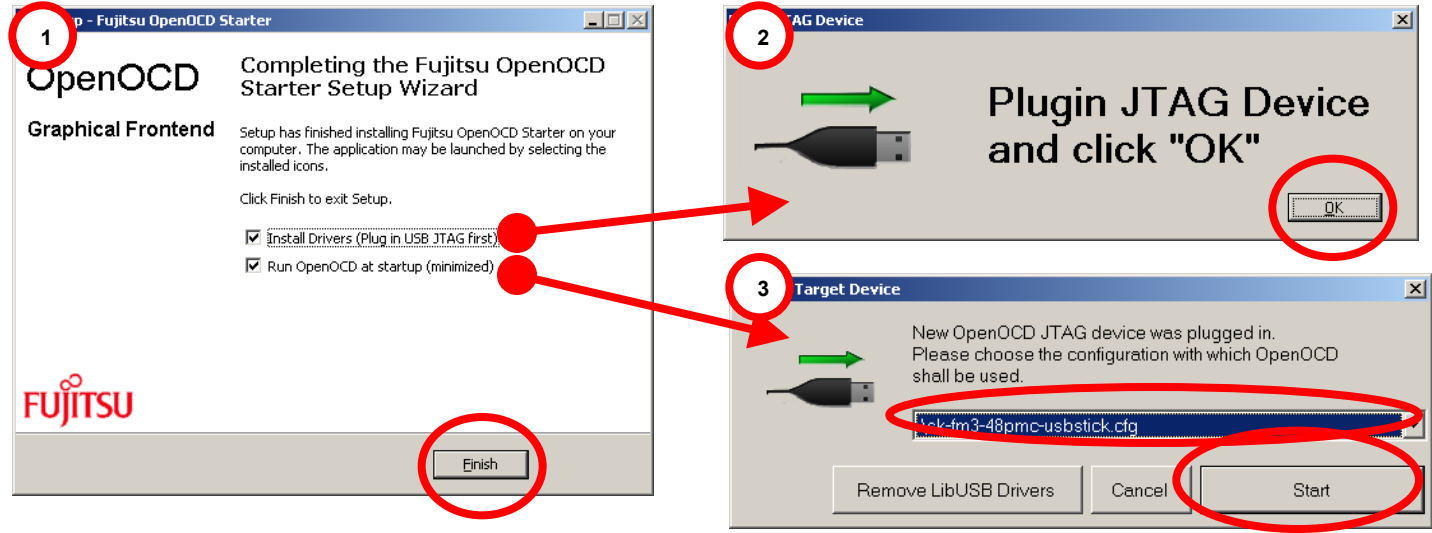 1
p - Fujitsu OpenOCD Starter
OpenOCD
Graphical Frontend
Completing the Fujitsu OpenOCD
Starter Setup Wizard
Setup has finished installing Fujitsu OpenOCD Starter on your
computer. The application may be launched by selecting the
installed icons.
Click Finish to exit Setup.
Install Drivers (Plug in USB JTAG first)
Run OpenOCD at startup (minimized)
FUJITSU
Finish
2
AG Device
Plugin JTAG Device
and click "OK"
OK
3
Target Device
New OpenOCD JTAG device was plugged in.
Please choose the configuration with which OpenOCD
shall be used.
\sk-fm3-48pmc-usbstick.cfg
Remove LibUSB Drivers
Cancel
Start